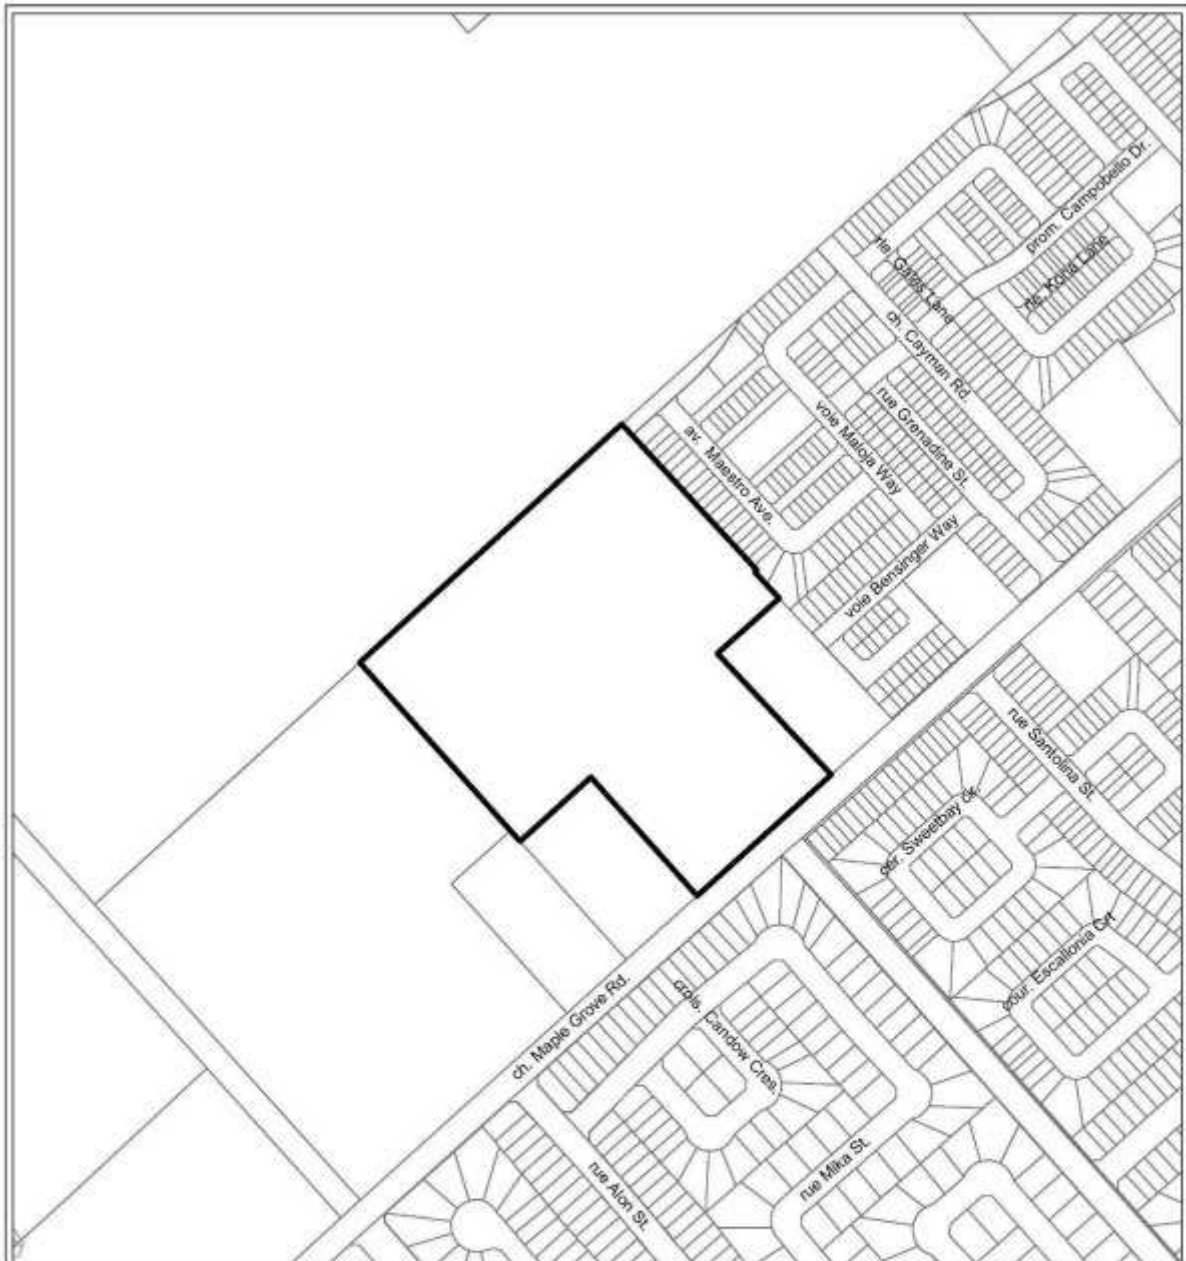 prom. Campobello Dr.
rle. Kona Lane
rle. Gates Lane
ch. Cayman Rd.
rue Grenadine St.
voie Maloja Way
av. Maestro Ave.
voie Bensinger Way
rue Santolina St.
cer. Sweetbay cir.
cour. Escallonia Crt
ch. Maple Grove Rd.
crois. Candow Cres.
rue Mika St.
rue Alon St.